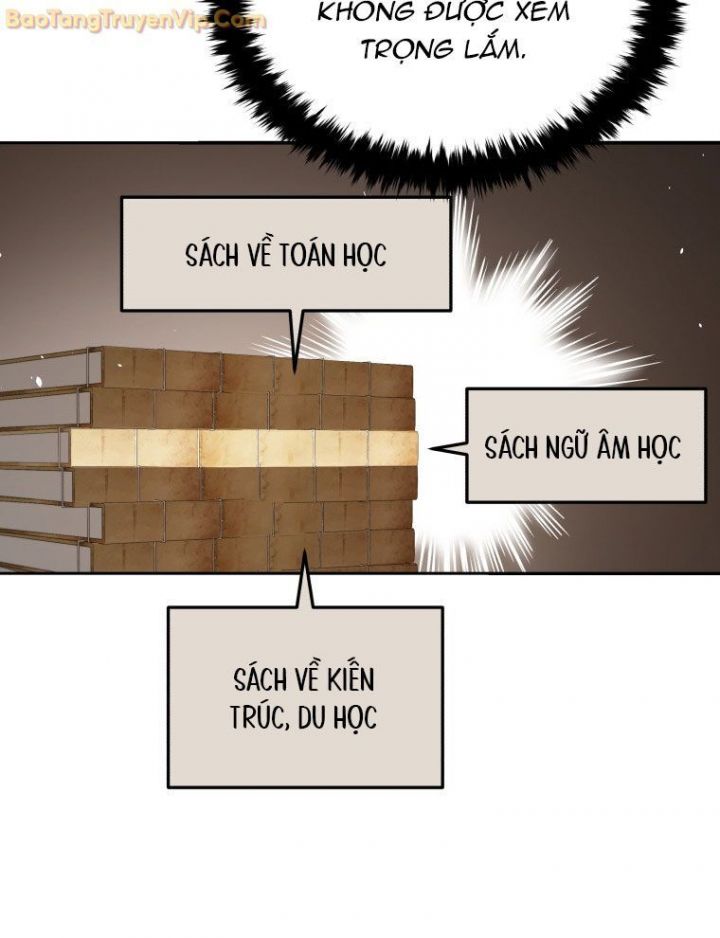 BaoTangTruyenVip.Com
KHÔNG ĐƯỢC XEM
TRỌNG LẮM.
SÁCH VỀ TOÁN HỌC
SÁCH NGỮ ÂM HỌC
SÁCH VỀ KIẾN
TRÚC, DU HỌC